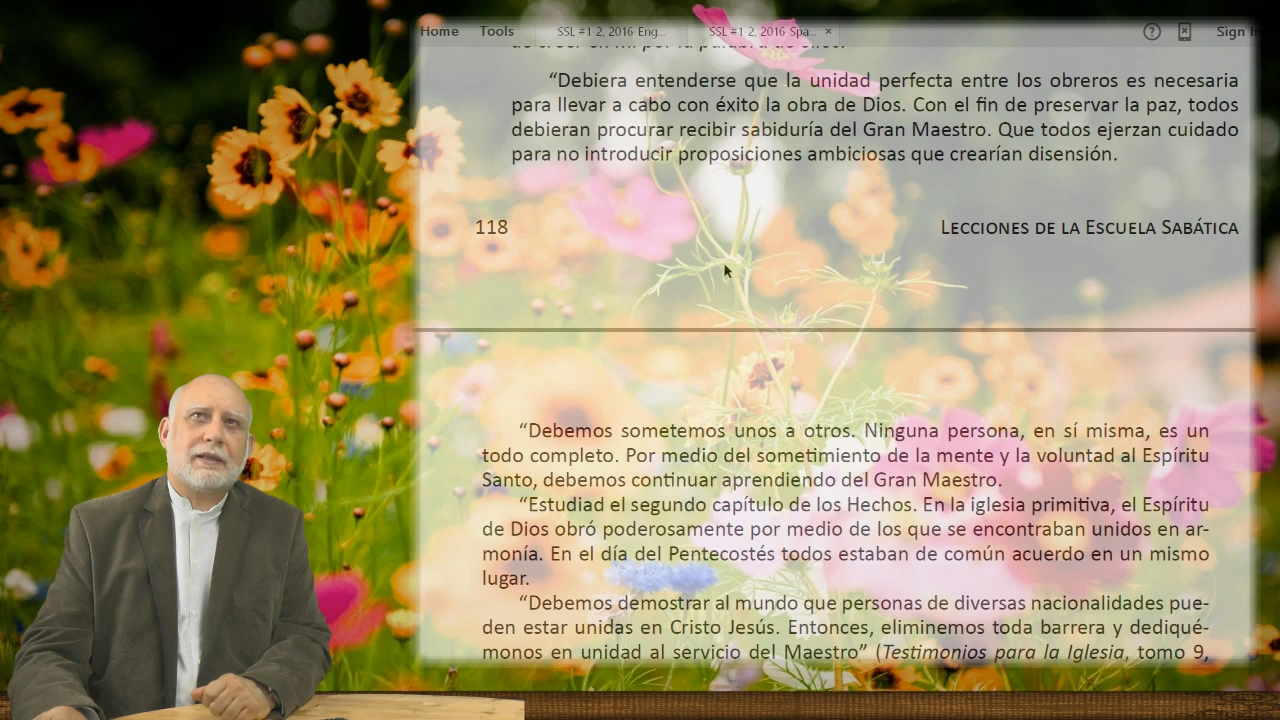 Home Tools SSL #1-2, 2016 Eng... SSL #1-2, 2016 Spa... × ? Sign In
“Debiera entenderse que la unidad perfecta entre los obreros es necesaria
para llevar a cabo con éxito la obra de Dios. Con el fin de preservar la paz, todos
debieran procurar recibir sabiduría del Gran Maestro. Que todos ejerzan cuidado
para no introducir proposiciones ambiciosas que crearían disensión.
118 Lecciones de la Escuela Sabática
“Debemos sometemos unos a otros. Ninguna persona, en sí misma, es un
todo completo. Por medio del sometimiento de la mente y la voluntad al Espíritu
Santo, debemos continuar aprendiendo del Gran Maestro.
“Estudiad el segundo capítulo de los Hechos. En la iglesia primitiva, el Espíritu
de Dios obró poderosamente por medio de los que se encontraban unidos en ar-
monía. En el día del Pentecostés todos estaban de común acuerdo en un mismo
lugar.
“Debemos demostrar al mundo que personas de diversas nacionalidades pue-
den estar unidas en Cristo Jesús. Entonces, eliminemos toda barrera y dediqué-
monos en unidad al servicio del Maestro” (Testimonios para la Iglesia, tomo 9,